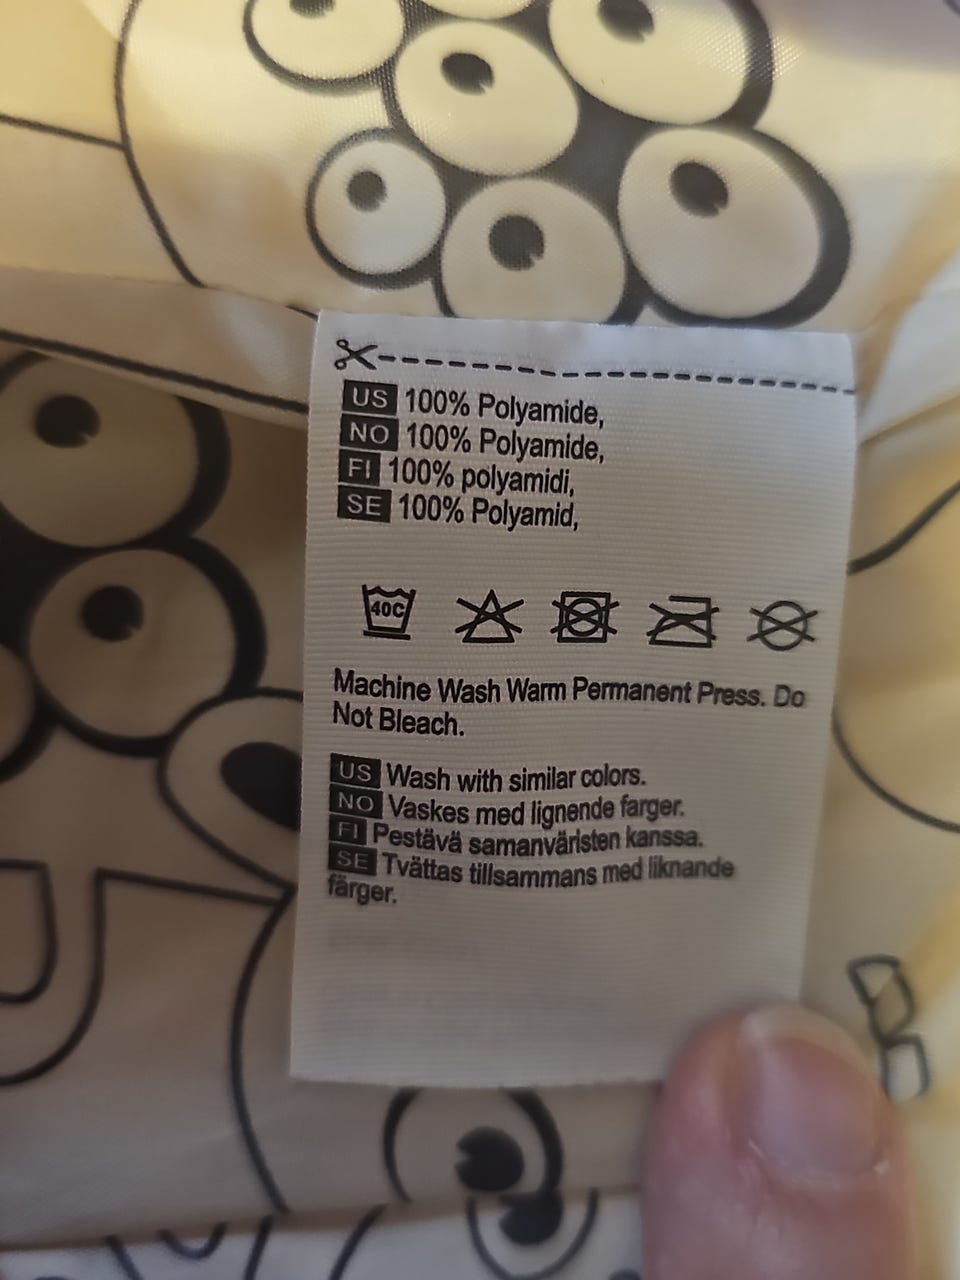 US 100% Polyamide,
NO 100% Polyamide,
FI 100% polyamidi,
SE 100% Polyamid,
40C
Machine Wash Warm Permanent Press. Do
Not Bleach.
US Wash with similar colors.
NO Vaskes med lignende farger.
FI Pestävä samanväristen kanssa.
SE Tvättas tillsammans med liknande
färger.